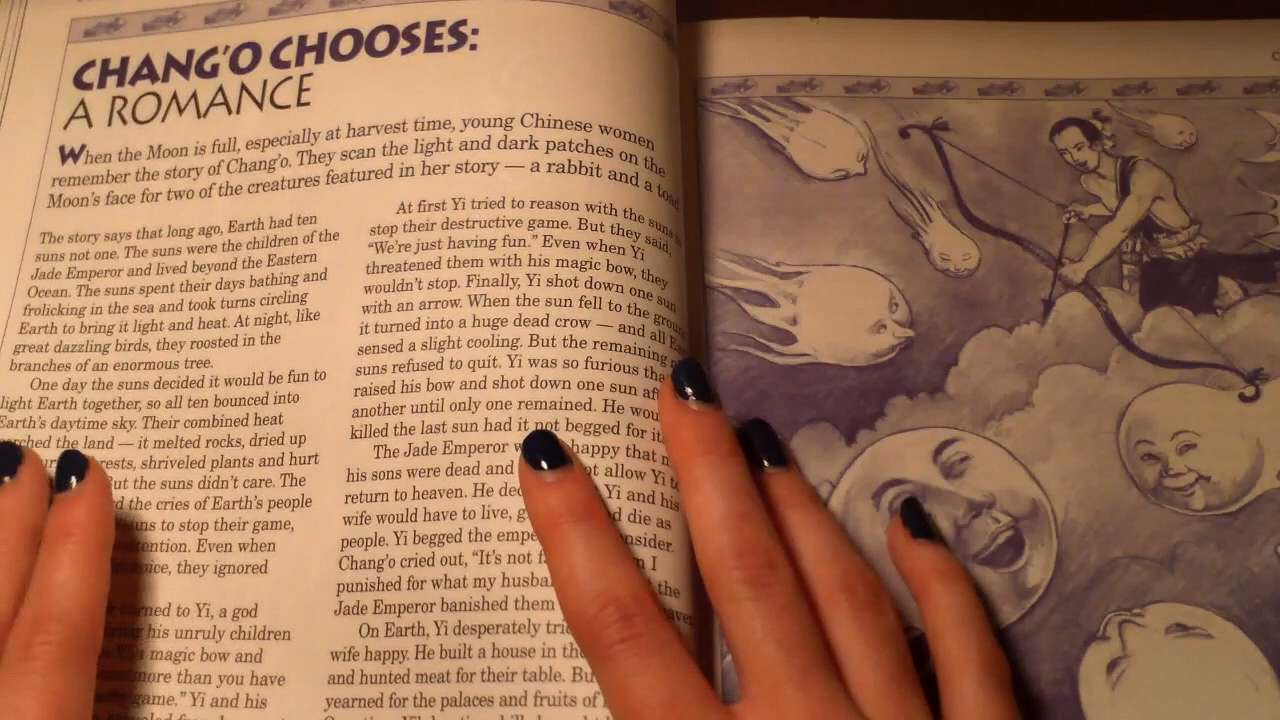 CHANG'O CHOOSES:
A ROMANCE
When the Moon is full, especially at harvest time, young Chinese women
remember the story of Chang'o. They scan the light and dark patches on the
Moon's face for two of the creatures featured in her story — a rabbit and a toad
The story says that long ago, Earth had ten
suns not one. The suns were the children of the
Jade Emperor and lived beyond the Eastern
Ocean. The suns spent their days bathing and
frolicking in the sea and took turns circling
Earth to bring it light and heat. At night, like
great dazzling birds, they roosted in the
branches of an enormous tree.
One day the suns decided it would be fun to
light Earth together, so all ten bounced into
Earth's daytime sky. Their combined heat
the land — it melted rocks, dried up
shriveled plants and hurt
the suns didn't care. The
the cries of Earth's people
to stop their game,
Even when
they ignored
to Yi, a god
his unruly children
magic bow and
more than you have
game." Yi and his
At first Yi tried to reason with the suns
stop their destructive game. But they said,
"We're just having fun." Even when Yi
threatened them with his magic bow, they
wouldn't stop. Finally, Yi shot down one sun
with an arrow. When the sun fell to the
it turned into a huge dead crow — and all
sensed a slight cooling. But the remaining
suns refused to quit. Yi was so furious
raised his bow and shot down one sun
another until only one remained. He
killed the last sun had it not begged for
The Jade Emperor happy that
his sons were dead and allow Yi
return to heaven. He Yi and his
wife would have to live, die as
people. Yi begged the
Chang'o cried out, "It's not I
punished for what my the
Jade Emperor banished them
On Earth, Yi desperately
wife happy. He built a house in
and hunted meat for their table.
yearned for the palaces and fruits of